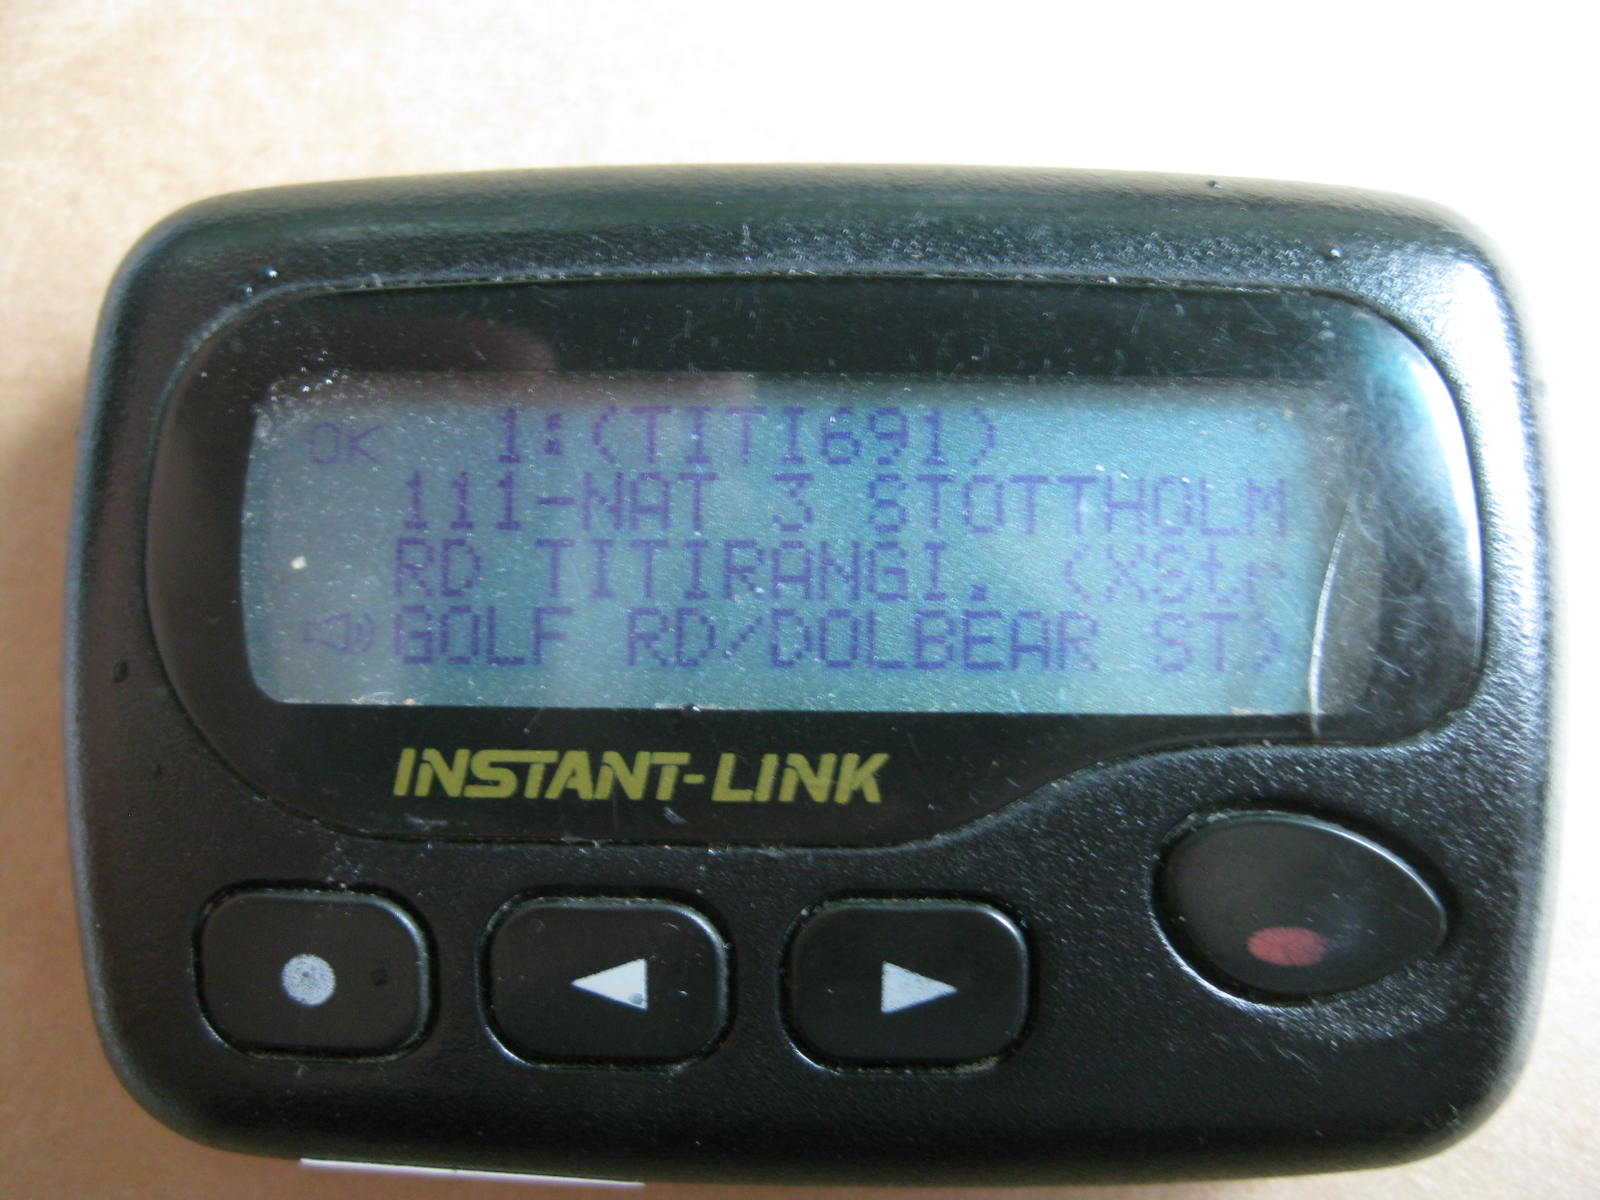 OK 1:(TITI691)
111-NAT 3 STOTTHOLM
RD TITIRANGI. (XStr
GOLF RD/DOLBEAR ST)
INSTANT-LINK